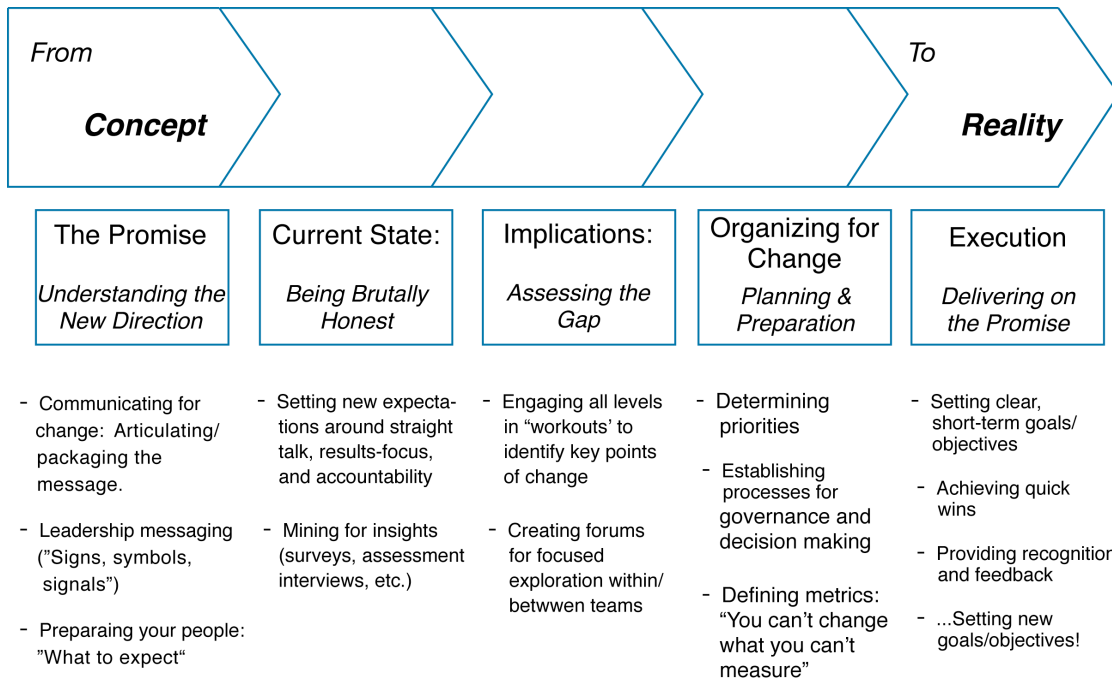 From
Concept
To
Reality
The Promise
Understanding the
New Direction
Current State:
Being Brutally
Honest
Implications:
Assessing the
Gap
Organizing for
Change
Planning &
Preparation
Execution
Delivering on
the Promise
- Communicating for
change: Articulating/
packaging the
message.
- Leadership messaging
(”Signs, symbols,
signals”)
- Preparaing your people:
”What to expect“
- Setting new expecta-
tions around straight
talk, results-focus,
and accountability
- Mining for insights
(surveys, assessment
interviews, etc.)
- Engaging all levels
in “workouts’ to
identify key points
of change
- Creating forums
for focused
exploration within/
betwwen teams
- Determining
priorities
- Establishing
processes for
governance and
decision making
- Defining metrics:
“You can’t change
what you can’t
measure”
- Setting clear,
short-term goals/
objectives
- Achieving quick
wins
- Providing recognition
and feedback
- ...Setting new
goals/objectives!